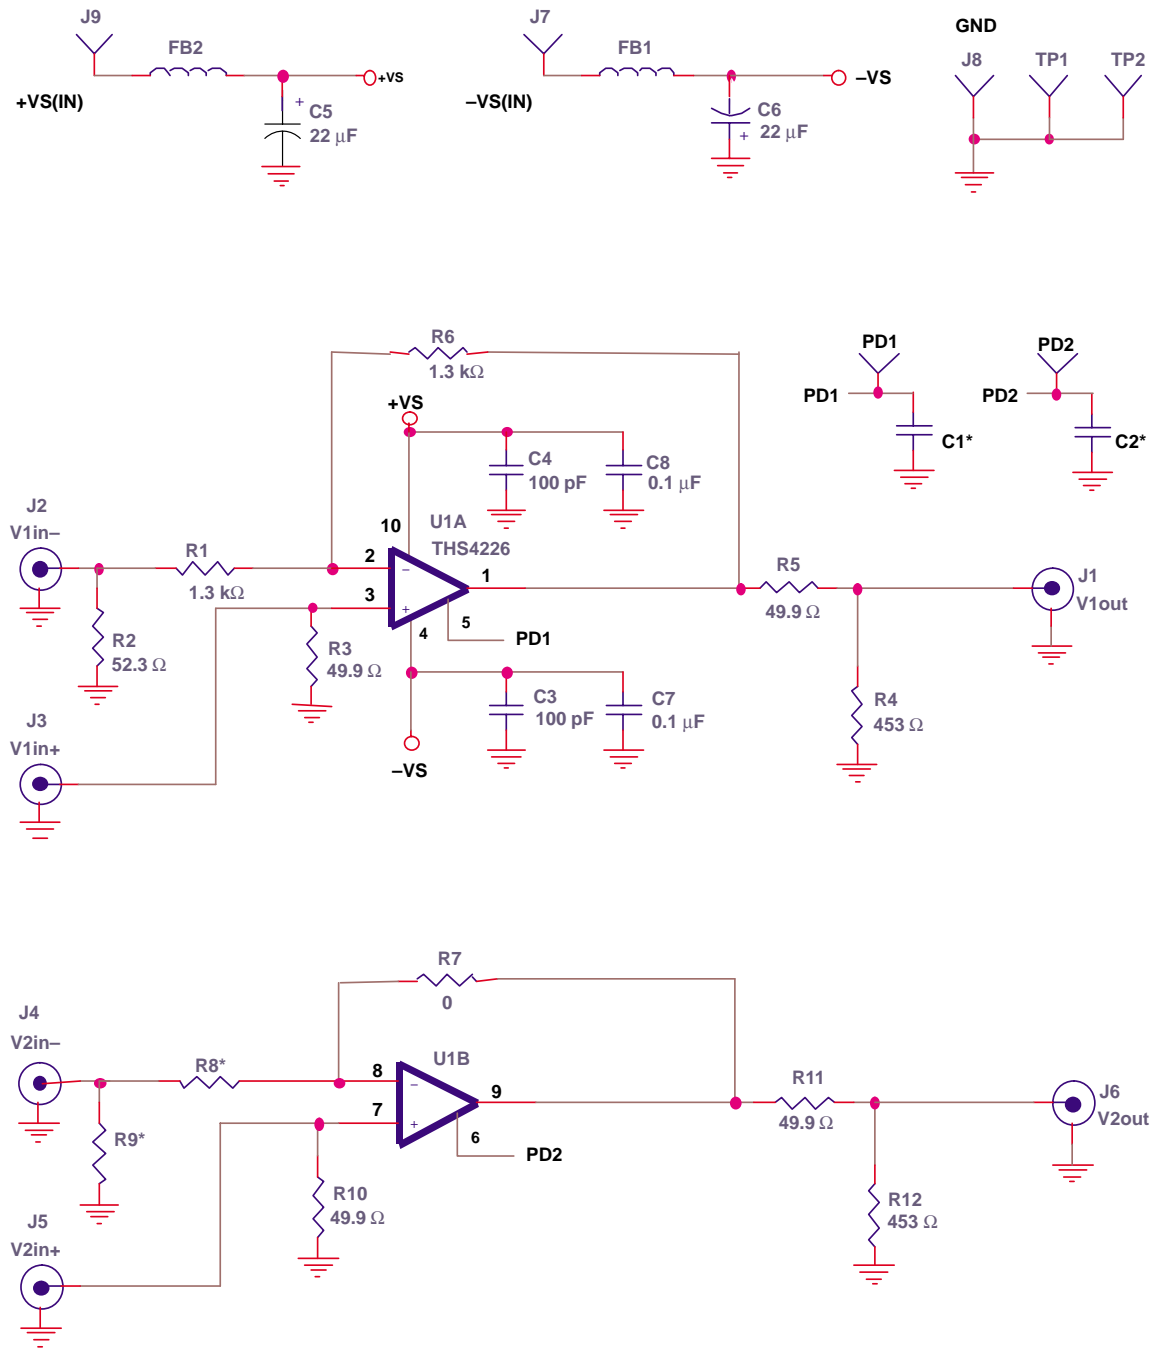 J9
FB2
+VS(IN)
+
C5
22 µF
+VS
J7
FB1
–VS(IN)
C6
22 µF
+
–VS
GND
J8
TP1
TP2
R6
1.3 kΩ
+VS
C4
100 pF
C8
0.1 µF
PD1
PD1
C1*
PD2
PD2
C2*
J2
V1in–
R1
1.3 kΩ
R2
52.3 Ω
10
U1A
THS4226
2
–
3
+
1
4
5
PD1
R3
49.9 Ω
R5
49.9 Ω
J1
V1out
R4
453 Ω
C3
100 pF
C7
0.1 µF
–VS
J3
V1in+
R7
0
J4
V2in–
R8*
R9*
U1B
8
–
7
+
9
6
PD2
R10
49.9 Ω
R11
49.9 Ω
J6
V2out
R12
453 Ω
J5
V2in+